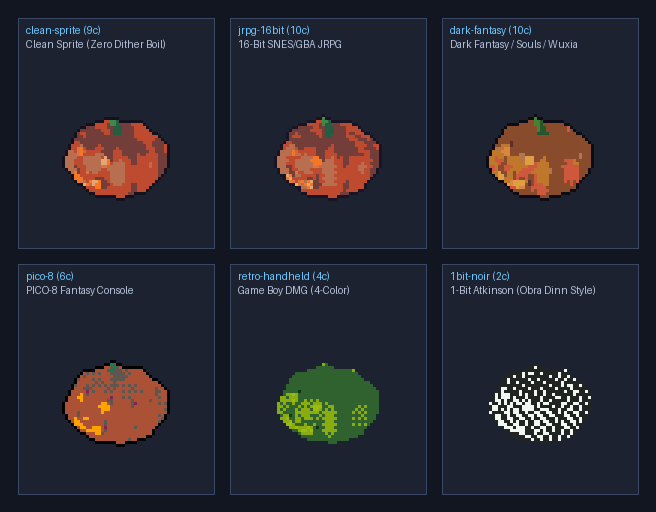 clean-sprite (9c)
Clean Sprite (Zero Dither Boil)
jrpg-16bit (10c)
16-Bit SNES/GBA JRPG
dark-fantasy (10c)
Dark Fantasy / Souls / Wuxia
pico-8 (6c)
PICO-8 Fantasy Console
retro-handheld (4c)
Game Boy DMG (4-Color)
1bit-noir (2c)
1-Bit Atkinson (Obra Dinn Style)